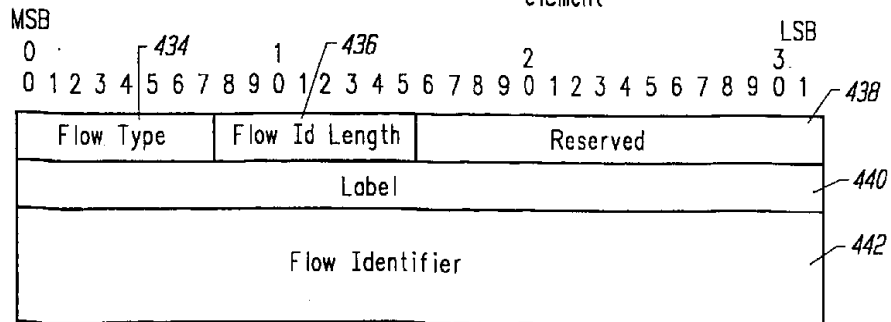 element
MSB
LSB
0 434 1 436 2 3
0 1 2 3 4 5 6 7 8 9 0 1 2 3 4 5 6 7 8 9 0 1 2 3 4 5 6 7 8 9 0 1
438
Flow Type Flow Id Length Reserved
Label 440
Flow Identifier 442